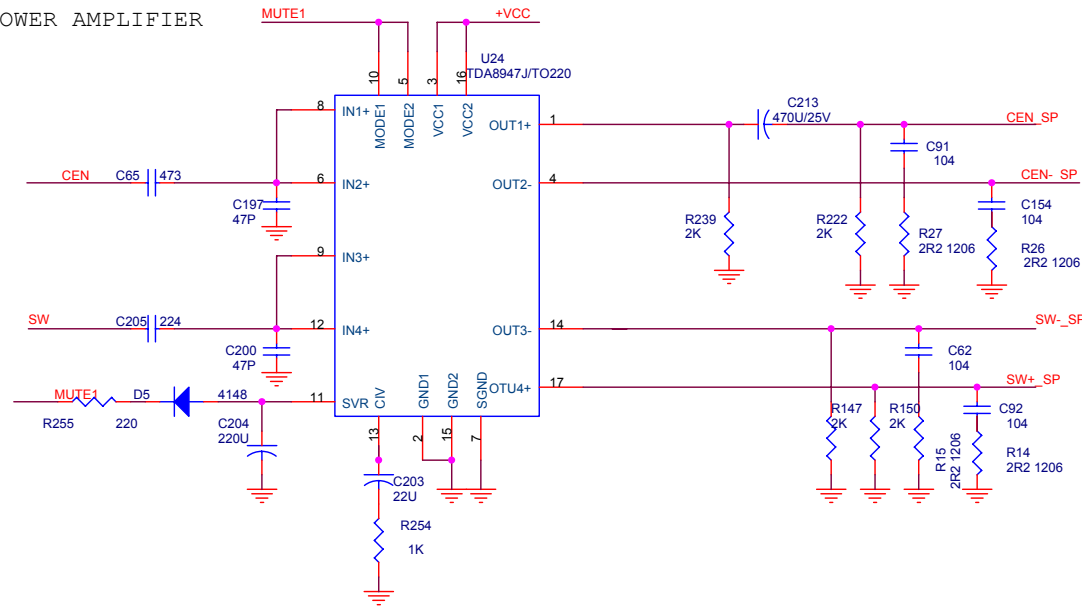 OWER AMPLIFIER
MUTE1
+VCC
U24
TDA8947J/TO220
10
5
3
16
MODE1
MODE2
VCC1
VCC2
8
IN1+
OUT1+
1
C213
470U/25V
CEN_SP
C91
104
CEN
C65
473
6
IN2+
OUT2-
4
CEN-_SP
C197
47P
R239
2K
R222
2K
R27
2R2 1206
C154
104
R26
2R2 1206
9
IN3+
SW
C205
224
12
IN4+
OUT3-
14
SW-_SP
C200
47P
C62
104
MUTE1
D5
4148
11
SVR
CIV
GND1
GND2
SGND
OTU4+
17
SW+_SP
R255
220
C204
220U
13
2
15
7
R147
2K
R150
2K
R15
2R2 1206
C92
104
R14
2R2 1206
C203
22U
R254
1K